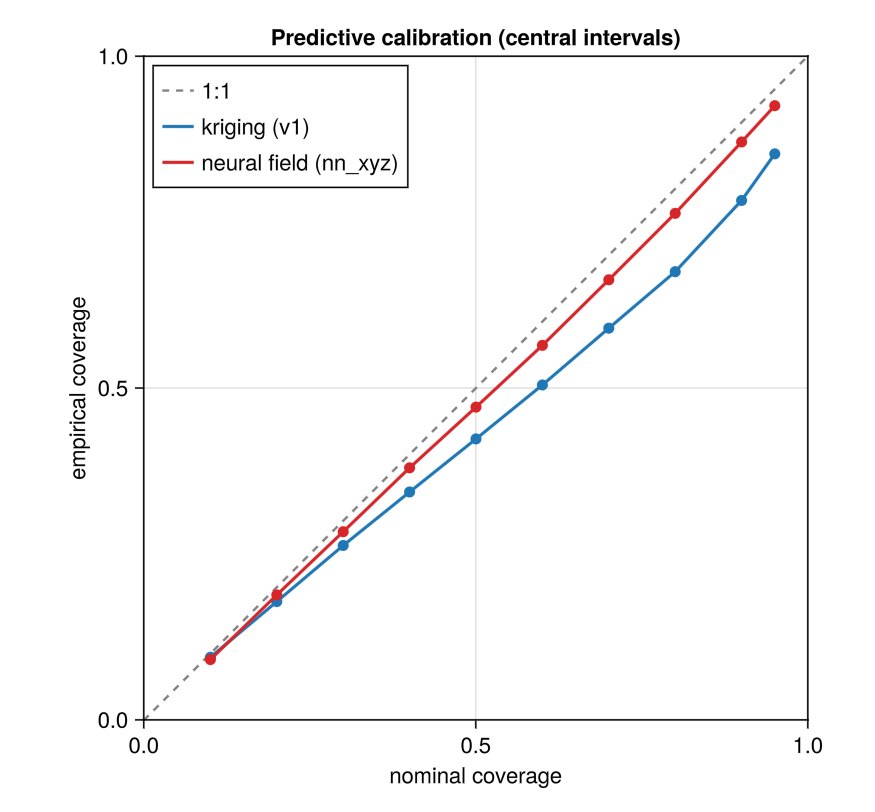 Predictive calibration (central intervals)
1:1
kriging (v1)
neural field (nn_xyz)
empirical coverage
1.0
0.5
0.0
0.0 0.5 1.0
nominal coverage